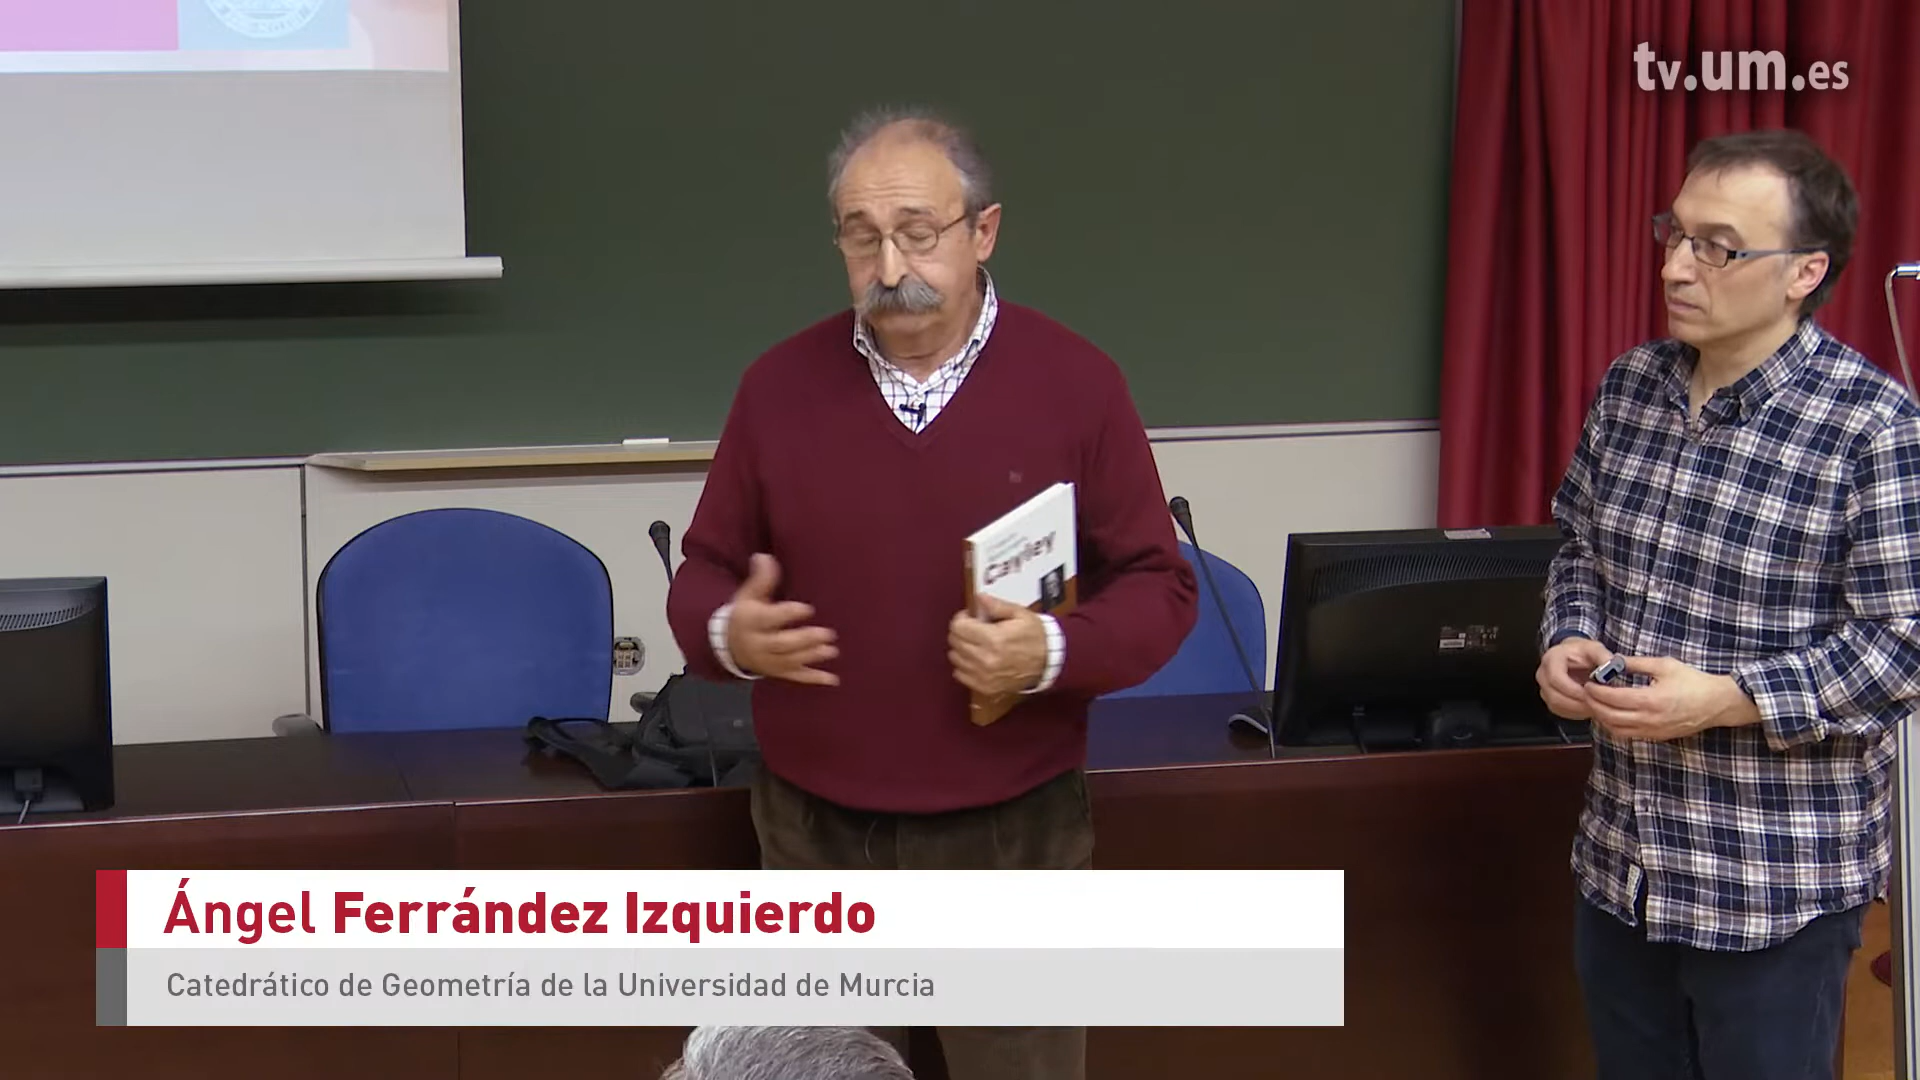 tv.um.es
Cayley
Ángel Ferrández Izquierdo
Catedrático de Geometría de la Universidad de Murcia